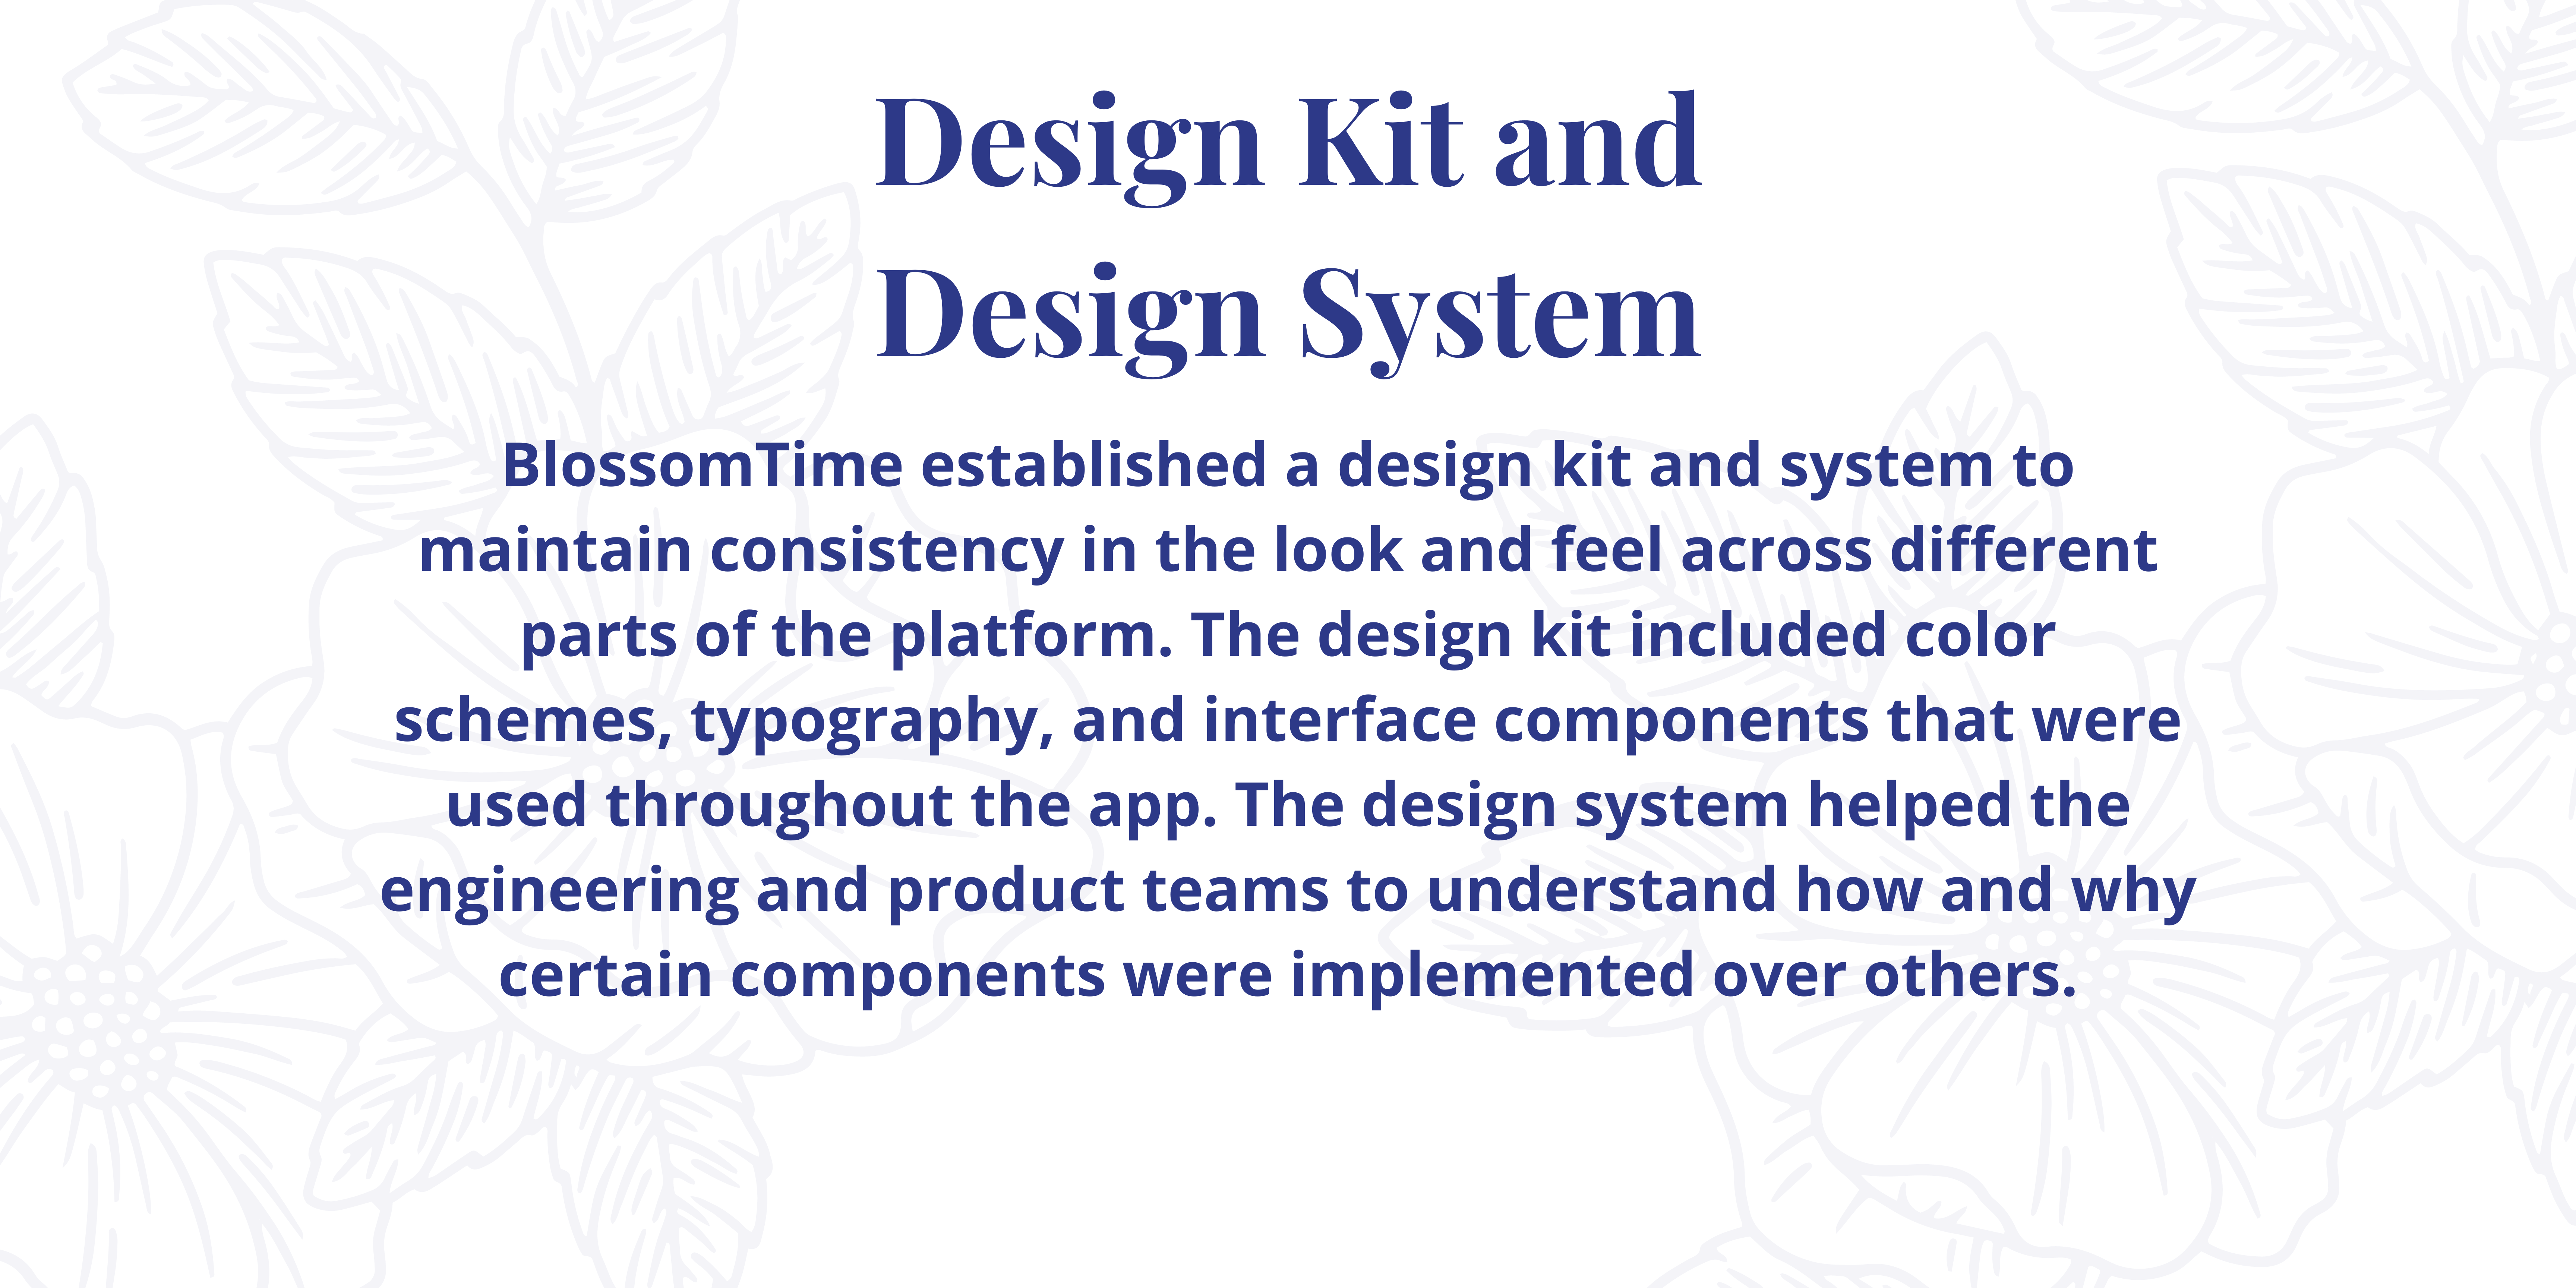 Design Kit and
Design System
BlossomTime established a design kit and system to
maintain consistency in the look and feel across different
parts of the platform. The design kit included color
schemes, typography, and interface components that were
used throughout the app. The design system helped the
engineering and product teams to understand how and why
certain components were implemented over others.